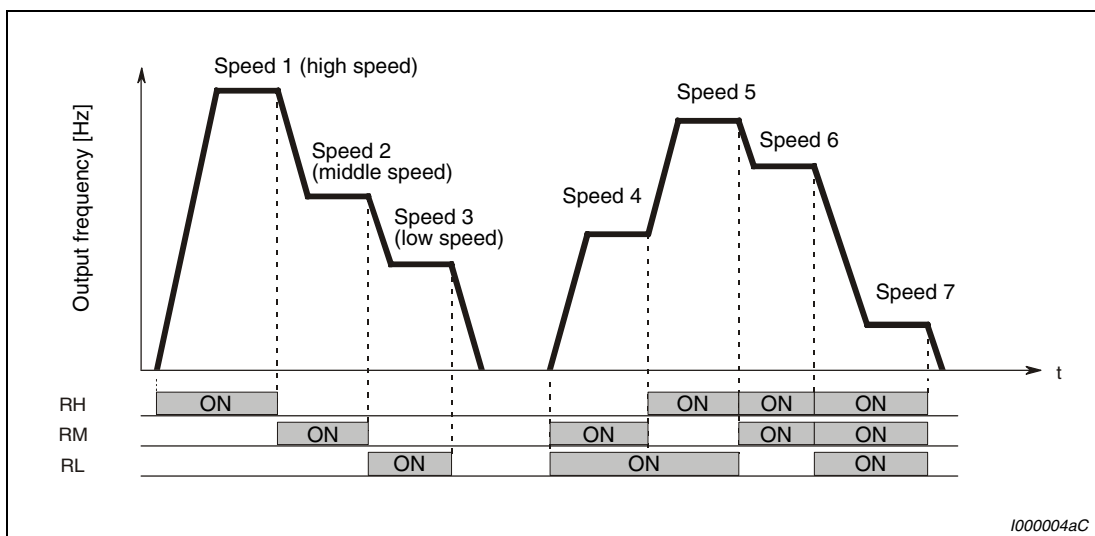 Speed 1 (high speed)
Speed 5
Speed 2
(middle speed)
Speed 6
Speed 4
Speed 3
(low speed)
Speed 7
Output frequency [Hz]
t
RH ON ON ON ON
RM ON ON ON ON
RL ON ON ON
I000004aC